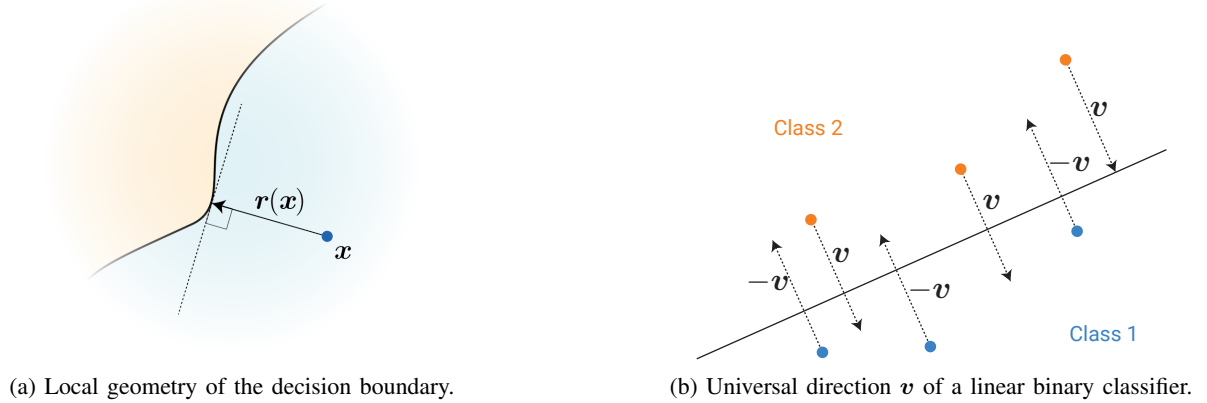 r(x)
x
(a) Local geometry of the decision boundary.
Class 2
v
−v
v
v
−v
−v
Class 1
(b) Universal direction v of a linear binary classifier.